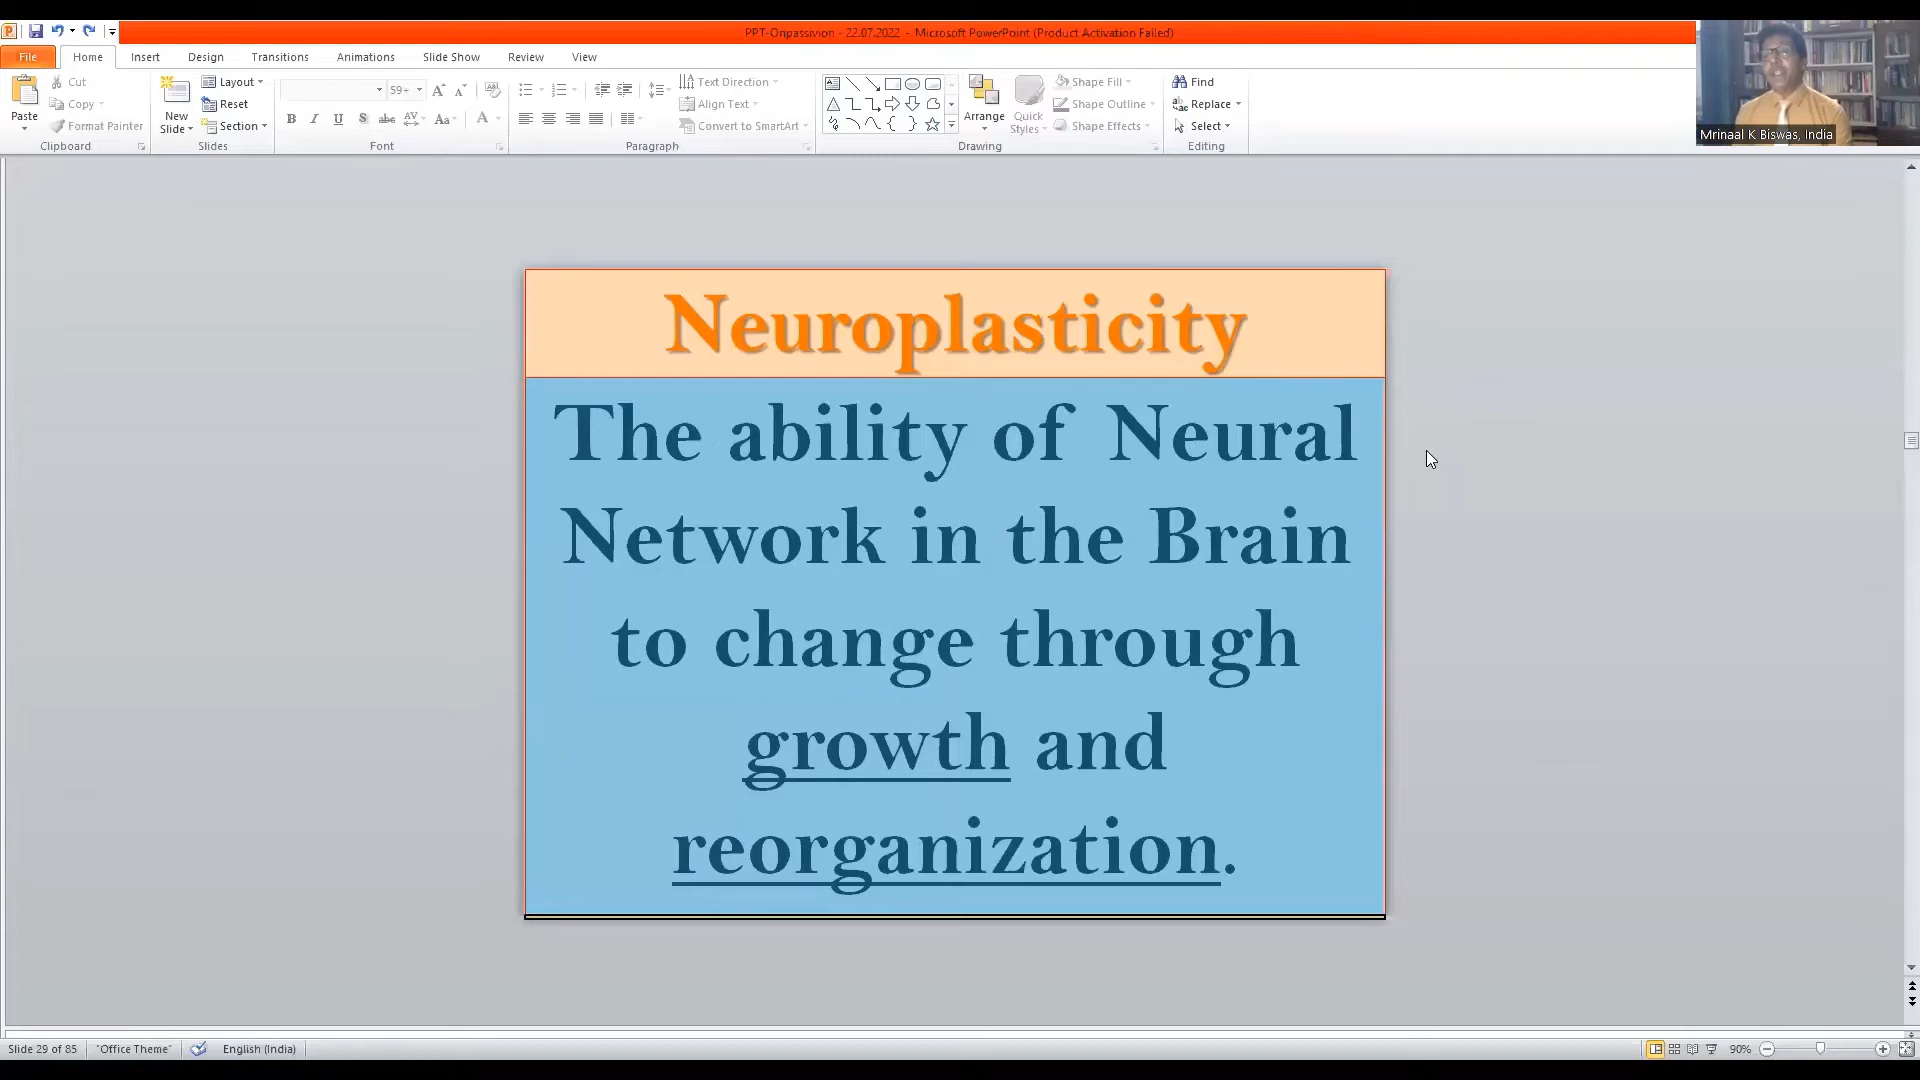 PPT-Onpassivion - 22.07.2022 - Microsoft PowerPoint (Product Activation Failed)
File Home Insert Design Transitions Animations Slide Show Review View
Cut
Copy
Format Painter
Paste
Clipboard
New
Slide
Layout
Reset
Section
Slides
59+
B I U S abc AV Aa A
Font
Text Direction
Align Text
Convert to SmartArt
Paragraph
Arrange
Quick
Styles
Shape Fill
Shape Outline
Shape Effects
Drawing
Find
Replace
Select
Editing
Mrinaal K Biswas, India
Neuroplasticity
The ability of Neural
Network in the Brain
to change through
growth and
reorganization.
Slide 29 of 85 "Office Theme" English (India) 90%